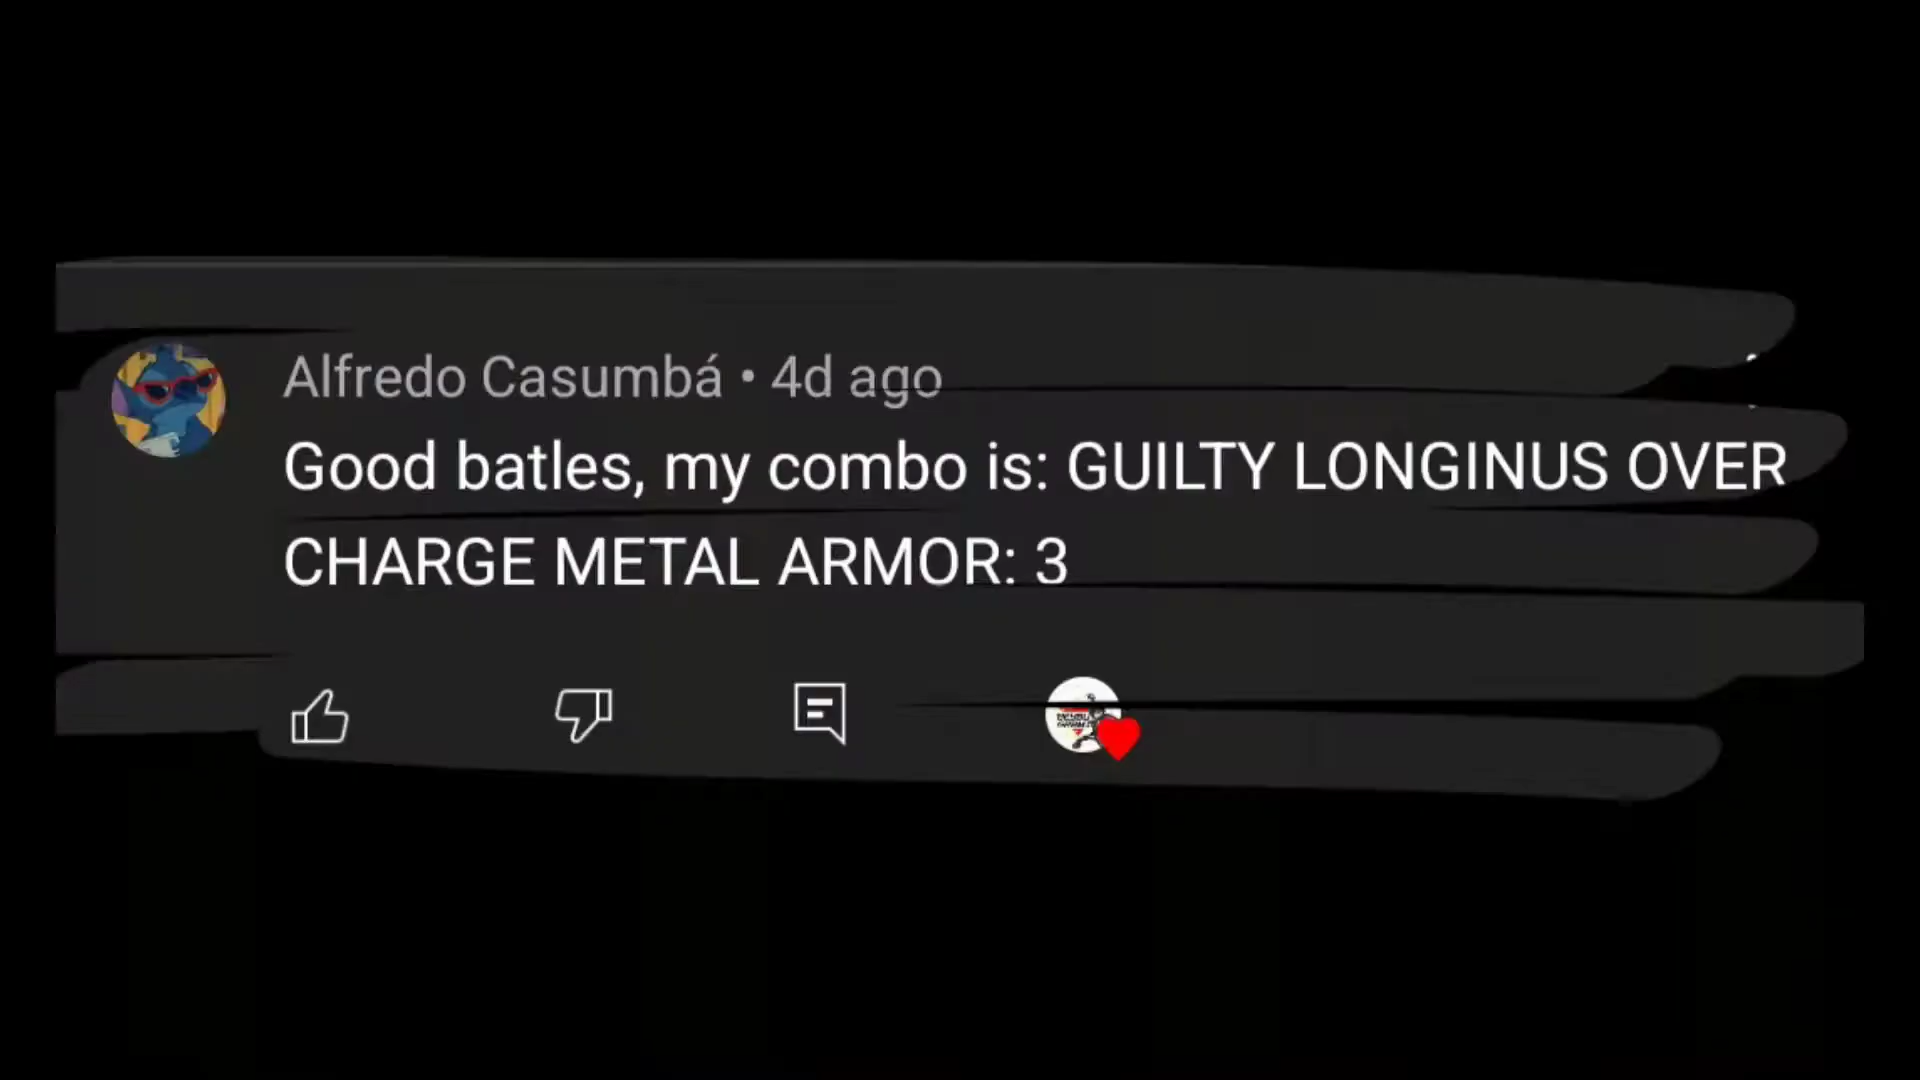 Alfredo Casumbá • 4d ago
Good batles, my combo is: GUILTY LONGINUS OVER
CHARGE METAL ARMOR: 3